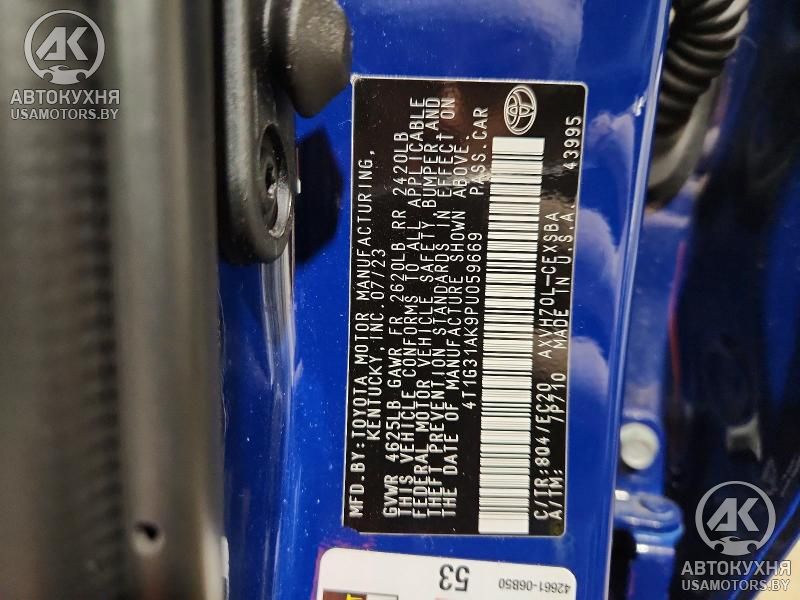 MFD.BY:TOYOTA MOTOR MANUFACTURING,
KENTUCKY, INC. 07/23
GVWR 4625LB GAWR FR 2620LB RR 2420LB
THIS VEHICLE CONFORMS TO ALL APPLICABLE
FEDERAL MOTOR VEHICLE SAFETY, BUMPER, AND
THEFT PREVENTION STANDARDS IN EFFECT ON
THE DATE OF MANUFACTURE SHOWN ABOVE.
4T1G31AK9PU059669 PASS.CAR
C/TR:804/EC20 AXVH70L-CEXSBA
A/TM: -/P710 MADE IN U.S.A. 43995
53
42661-06B50
АК
АВТОКУХНЯ
USAMOTORS.BY
АК
АВТОКУХНЯ
USAMOTORS.BY